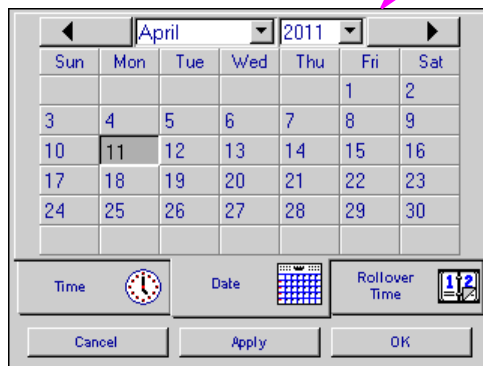 April 2011
Sun Mon Tue Wed Thu Fri Sat
1 2
3 4 5 6 7 8 9
10 11 12 13 14 15 16
17 18 19 20 21 22 23
24 25 26 27 28 29 30
Time Date Rollover
Time 1 2
Cancel Apply OK